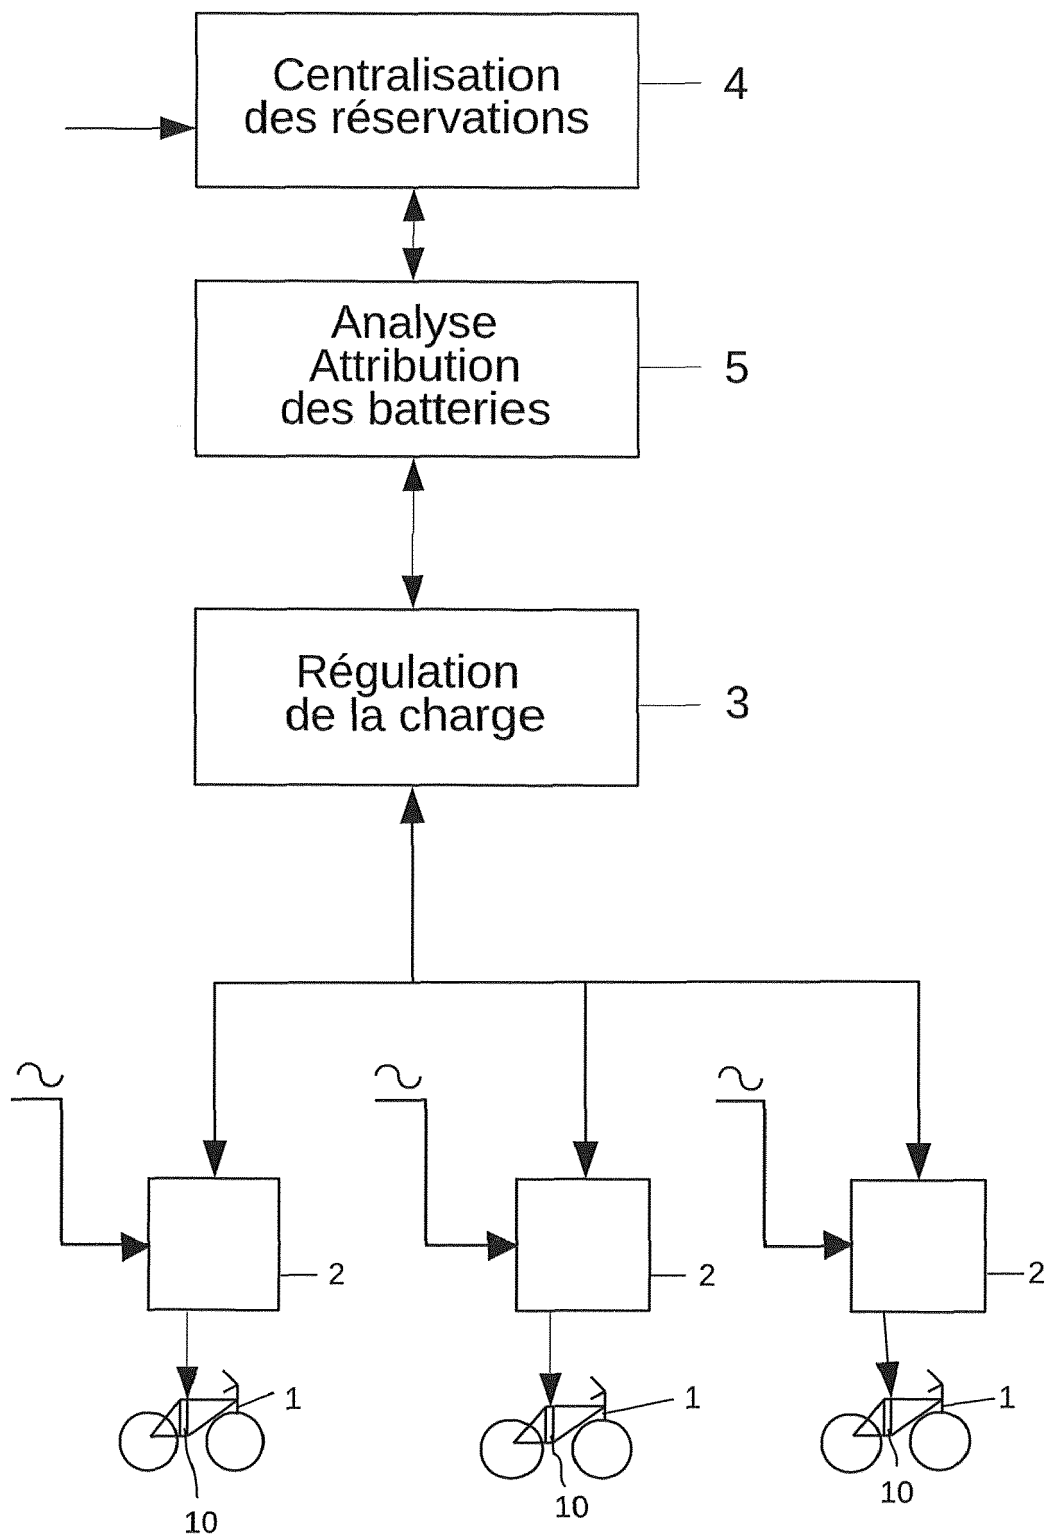 Centralisation
des réservations
4
Analyse
Attribution
des batteries
5
Régulation
de la charge
3
2
2
2
1
1
1
10
10
10